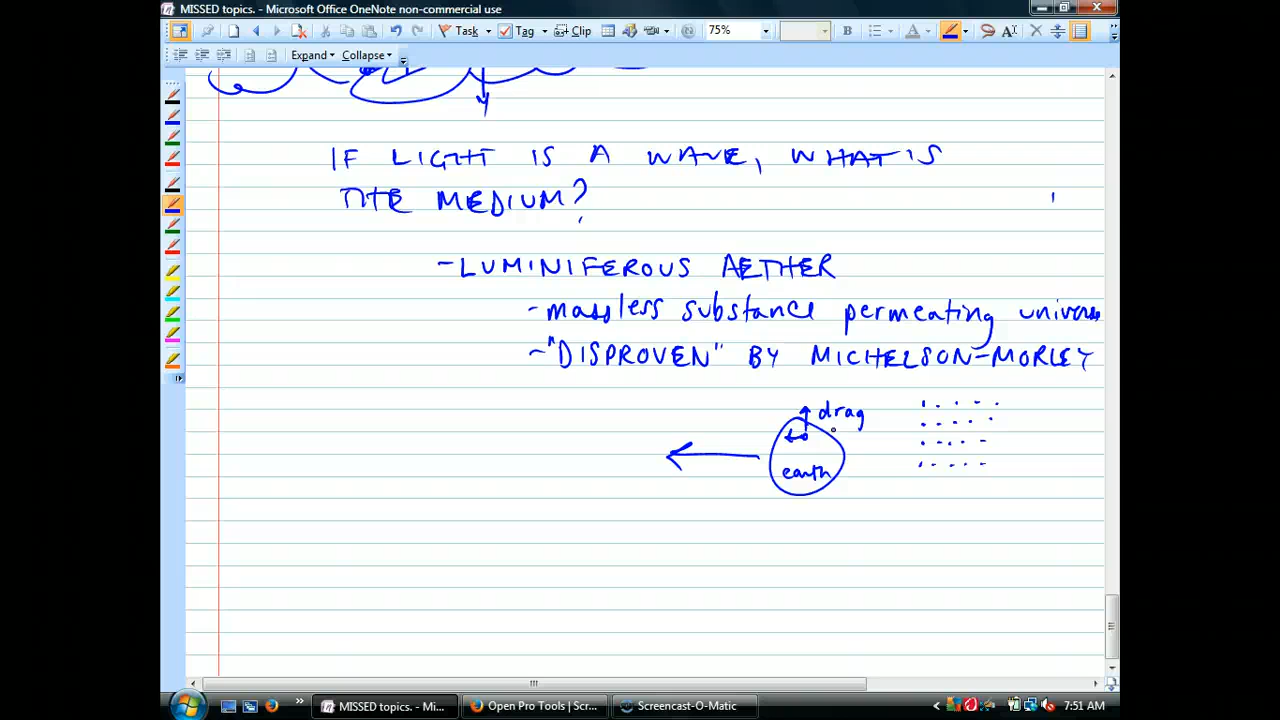 MISSED topics. - Microsoft Office OneNote non-commercial use
Task Tag Clip 75% B A
Expand Collapse
IF LIGHT IS A WAVE, WHAT IS
THE MEDIUM?
- LUMINIFEROUS AETHER
- massless substance permeating univers
- "DISPROVEN" BY MICHELSON-MORLEY
drag
earth
MISSED topics. - Mi... Open Pro Tools | Scr... Screencast-O-Matic 7:51 AM